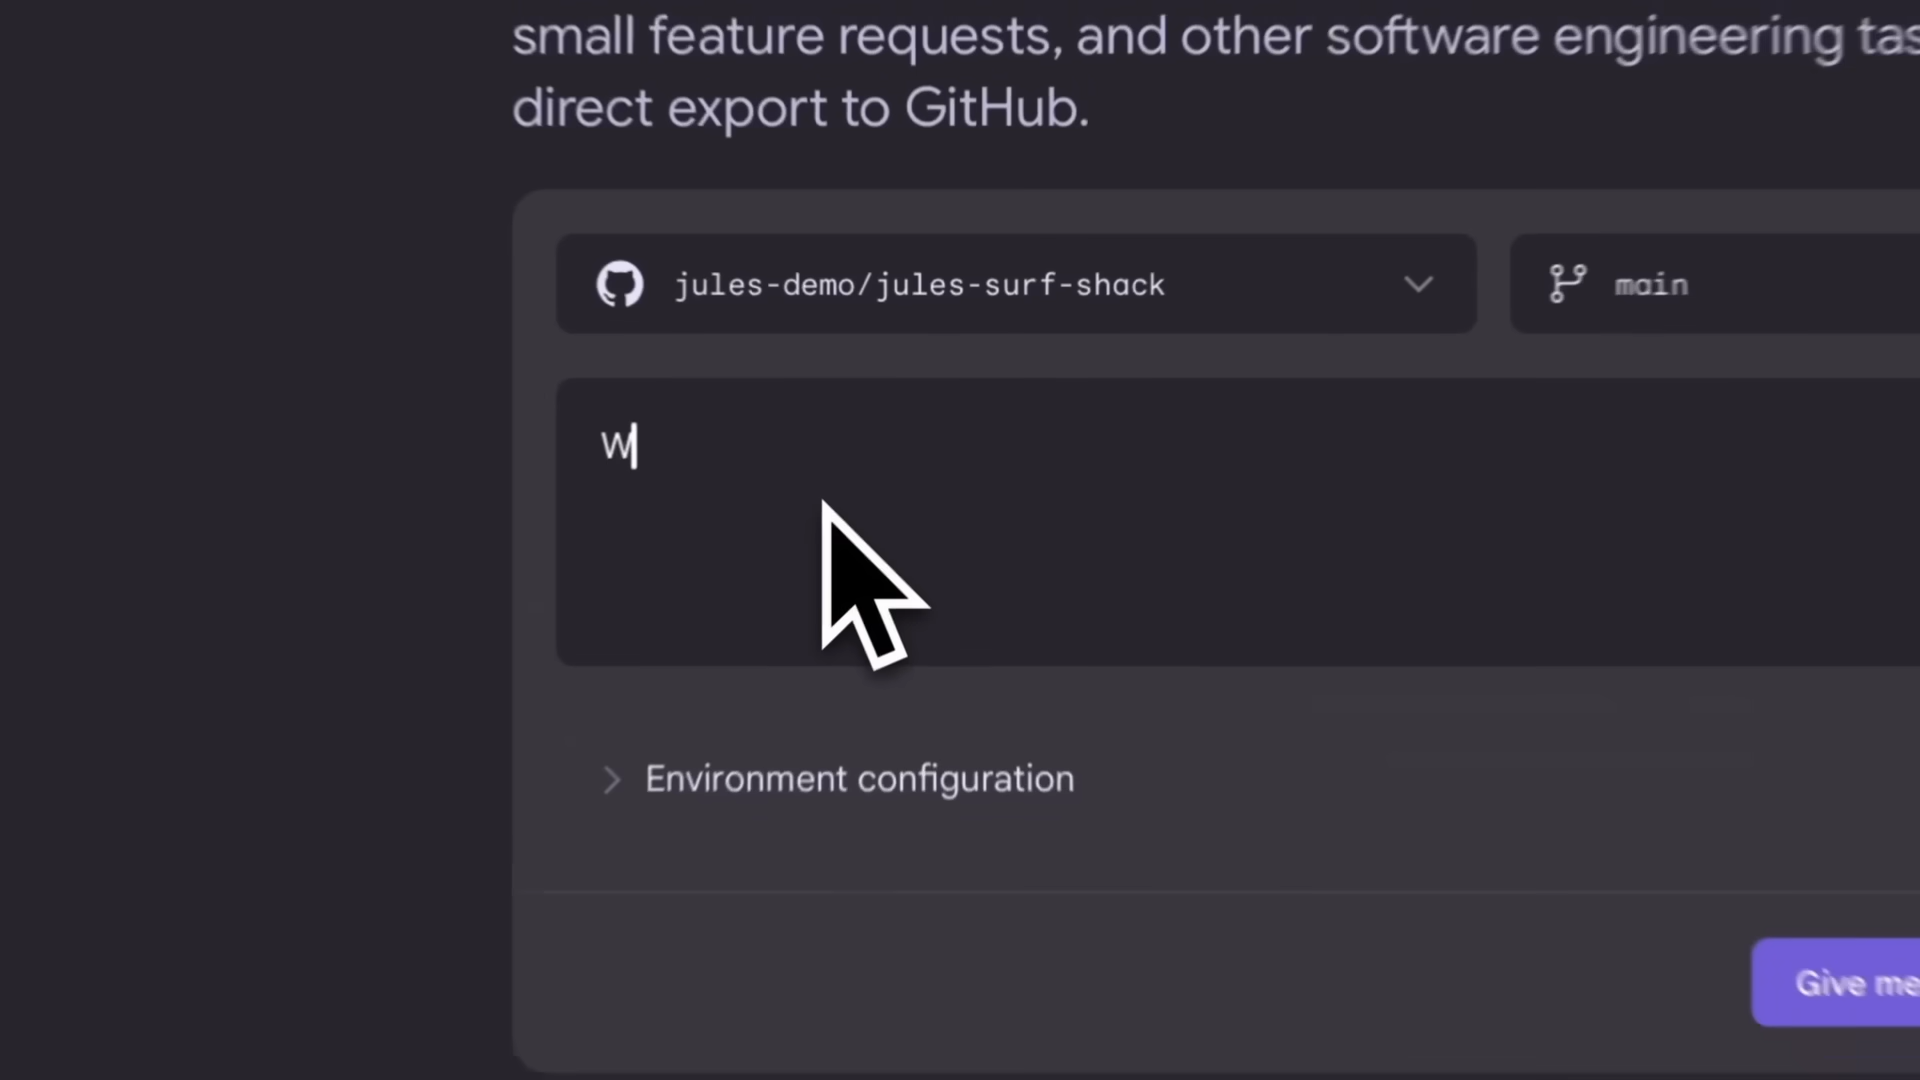 small feature requests, and other software engineering
direct export to GitHub.
jules-demo/jules-surf-shack
main
W
Environment configuration
Give me